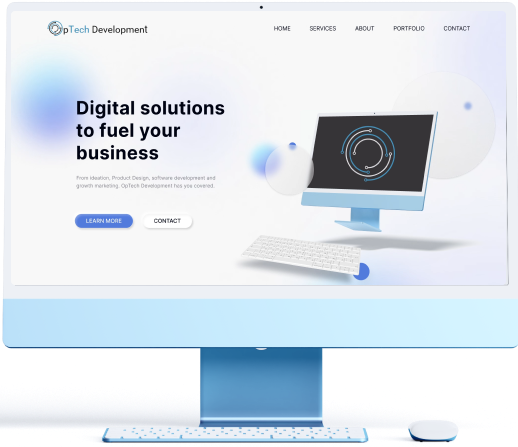 OpTech Development
HOME SERVICES ABOUT PORTFOLIO CONTACT
Digital solutions
to fuel your
business
From ideation, Product Design, software development and
growth marketing. OpTech Development has you covered.
LEARN MORE CONTACT